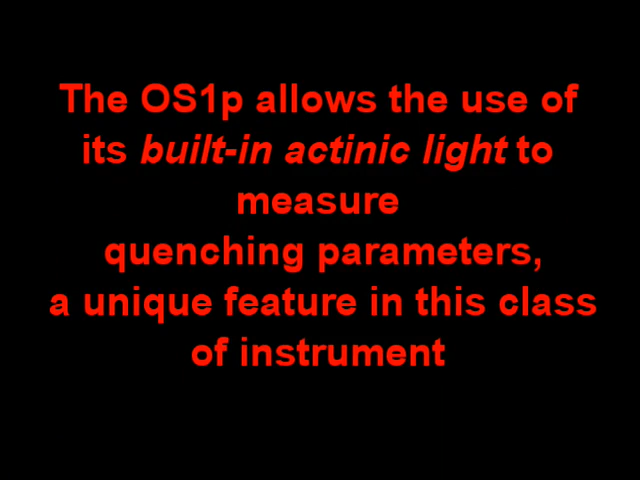 The OS1p allows the use of
its built-in actinic light to
measure
quenching parameters,
a unique feature in this class
of instrument